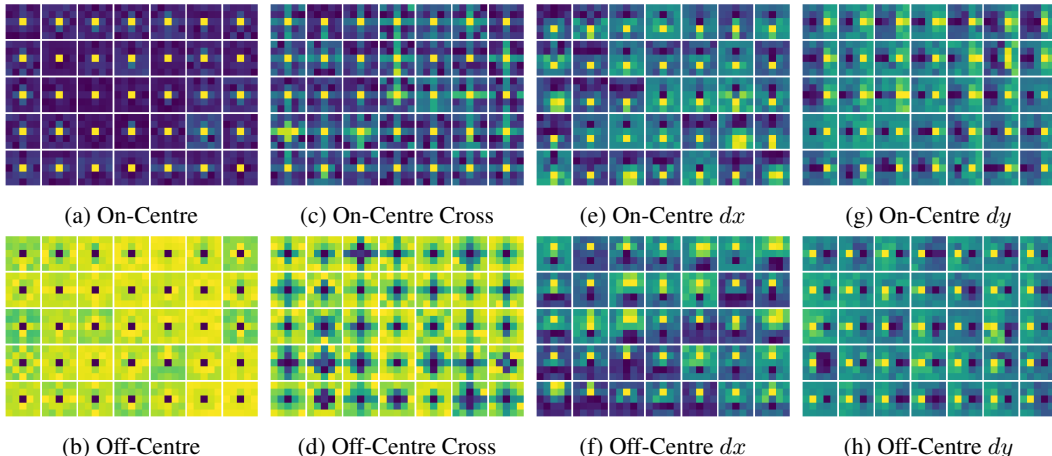 (a) On-Centre
(c) On-Centre Cross
(e) On-Centre dx
(g) On-Centre dy
(b) Off-Centre
(d) Off-Centre Cross
(f) Off-Centre dx
(h) Off-Centre dy